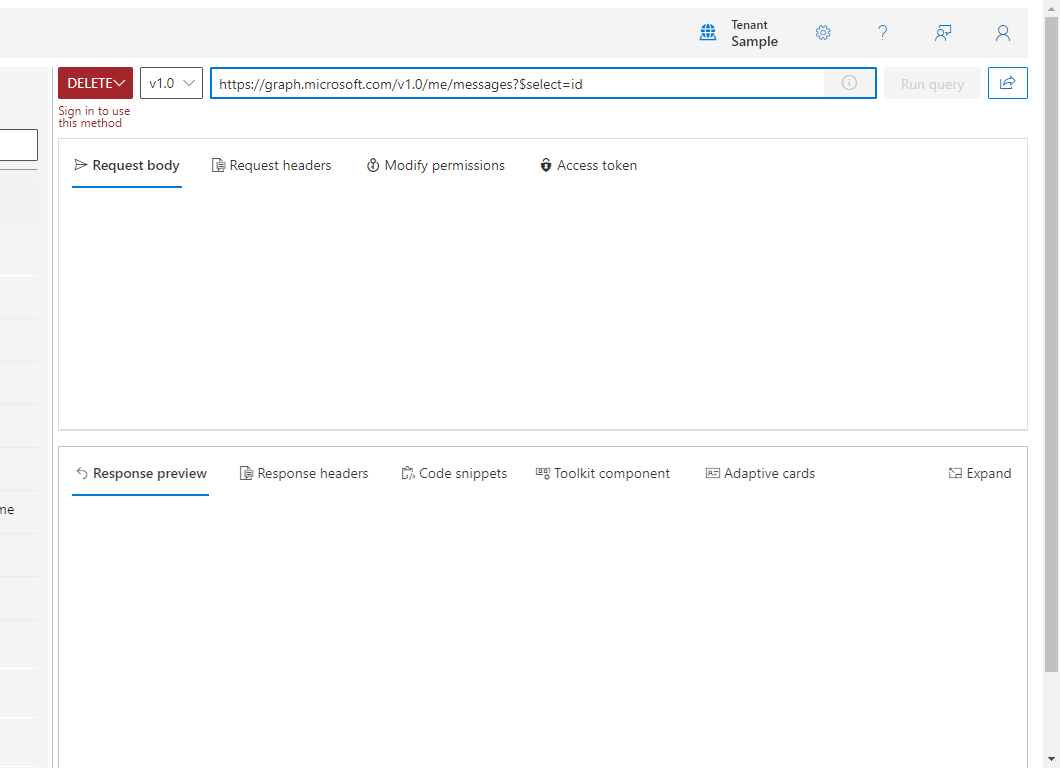 Tenant
Sample
DELETE
v1.0
https://graph.microsoft.com/v1.0/me/messages?$select=id
Run query
Sign in to use
this method
Request body
Request headers
Modify permissions
Access token
Response preview
Response headers
Code snippets
Toolkit component
Adaptive cards
Expand
me